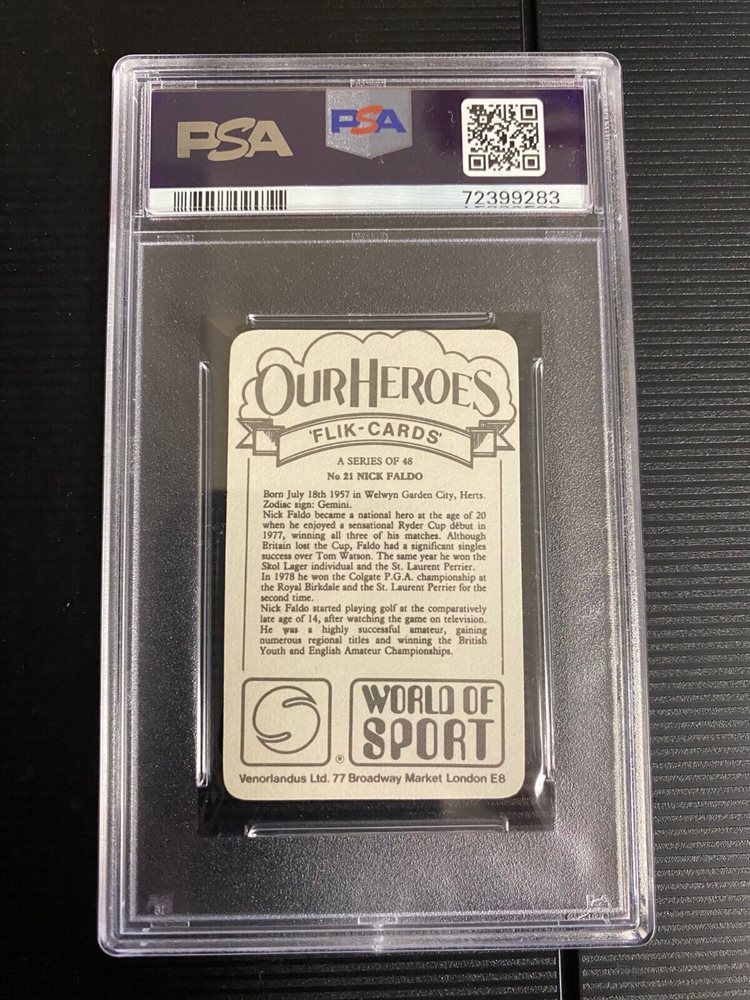 PSA
PSA
72399283
OUR HEROES
'FLIK-CARDS'
A SERIES OF 48
No 21 NICK FALDO
Born July 18th 1957 in Welwyn Garden City, Herts.
Zodiac sign: Gemini.
Nick Faldo became a national hero at the age of 20
when he enjoyed a sensational Ryder Cup début in
1977, winning all three of his matches. Although
Britain lost the Cup, Faldo had a significant singles
success over Tom Watson. The same year he won the
Skol Lager individual and the St. Laurent Perrier.
In 1978 he won the Colgate P.G.A. championship at
the Royal Birkdale and the St. Laurent Perrier for the
second time.
Nick Faldo started playing golf at the comparatively
late age of 14, after watching the game on television.
He was a highly successful amateur, gaining
numerous regional titles and winning the British
Youth and English Amateur Championships.
®
WORLD OF
SPORT
Venorlandus Ltd. 77 Broadway Market London E8